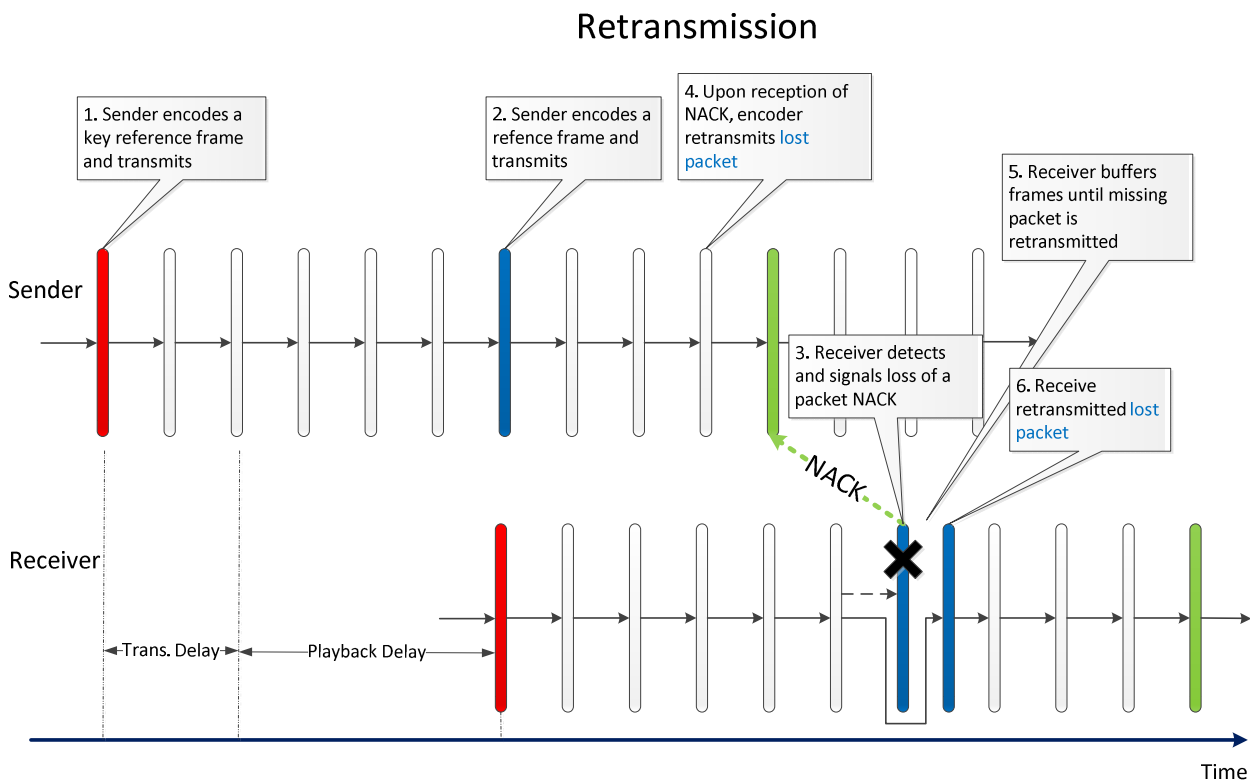 Retransmission
1. Sender encodes a
key reference frame
and transmits
2. Sender encodes a
refence frame and
transmits
4. Upon reception of
NACK, encoder
retransmits lost
packet
5. Receiver buffers
frames until missing
packet is
retransmitted
Sender
3. Receiver detects
and signals loss of a
packet NACK
6. Receive
retransmitted lost
packet
NACK
Receiver
Trans. Delay
Playback Delay
Time